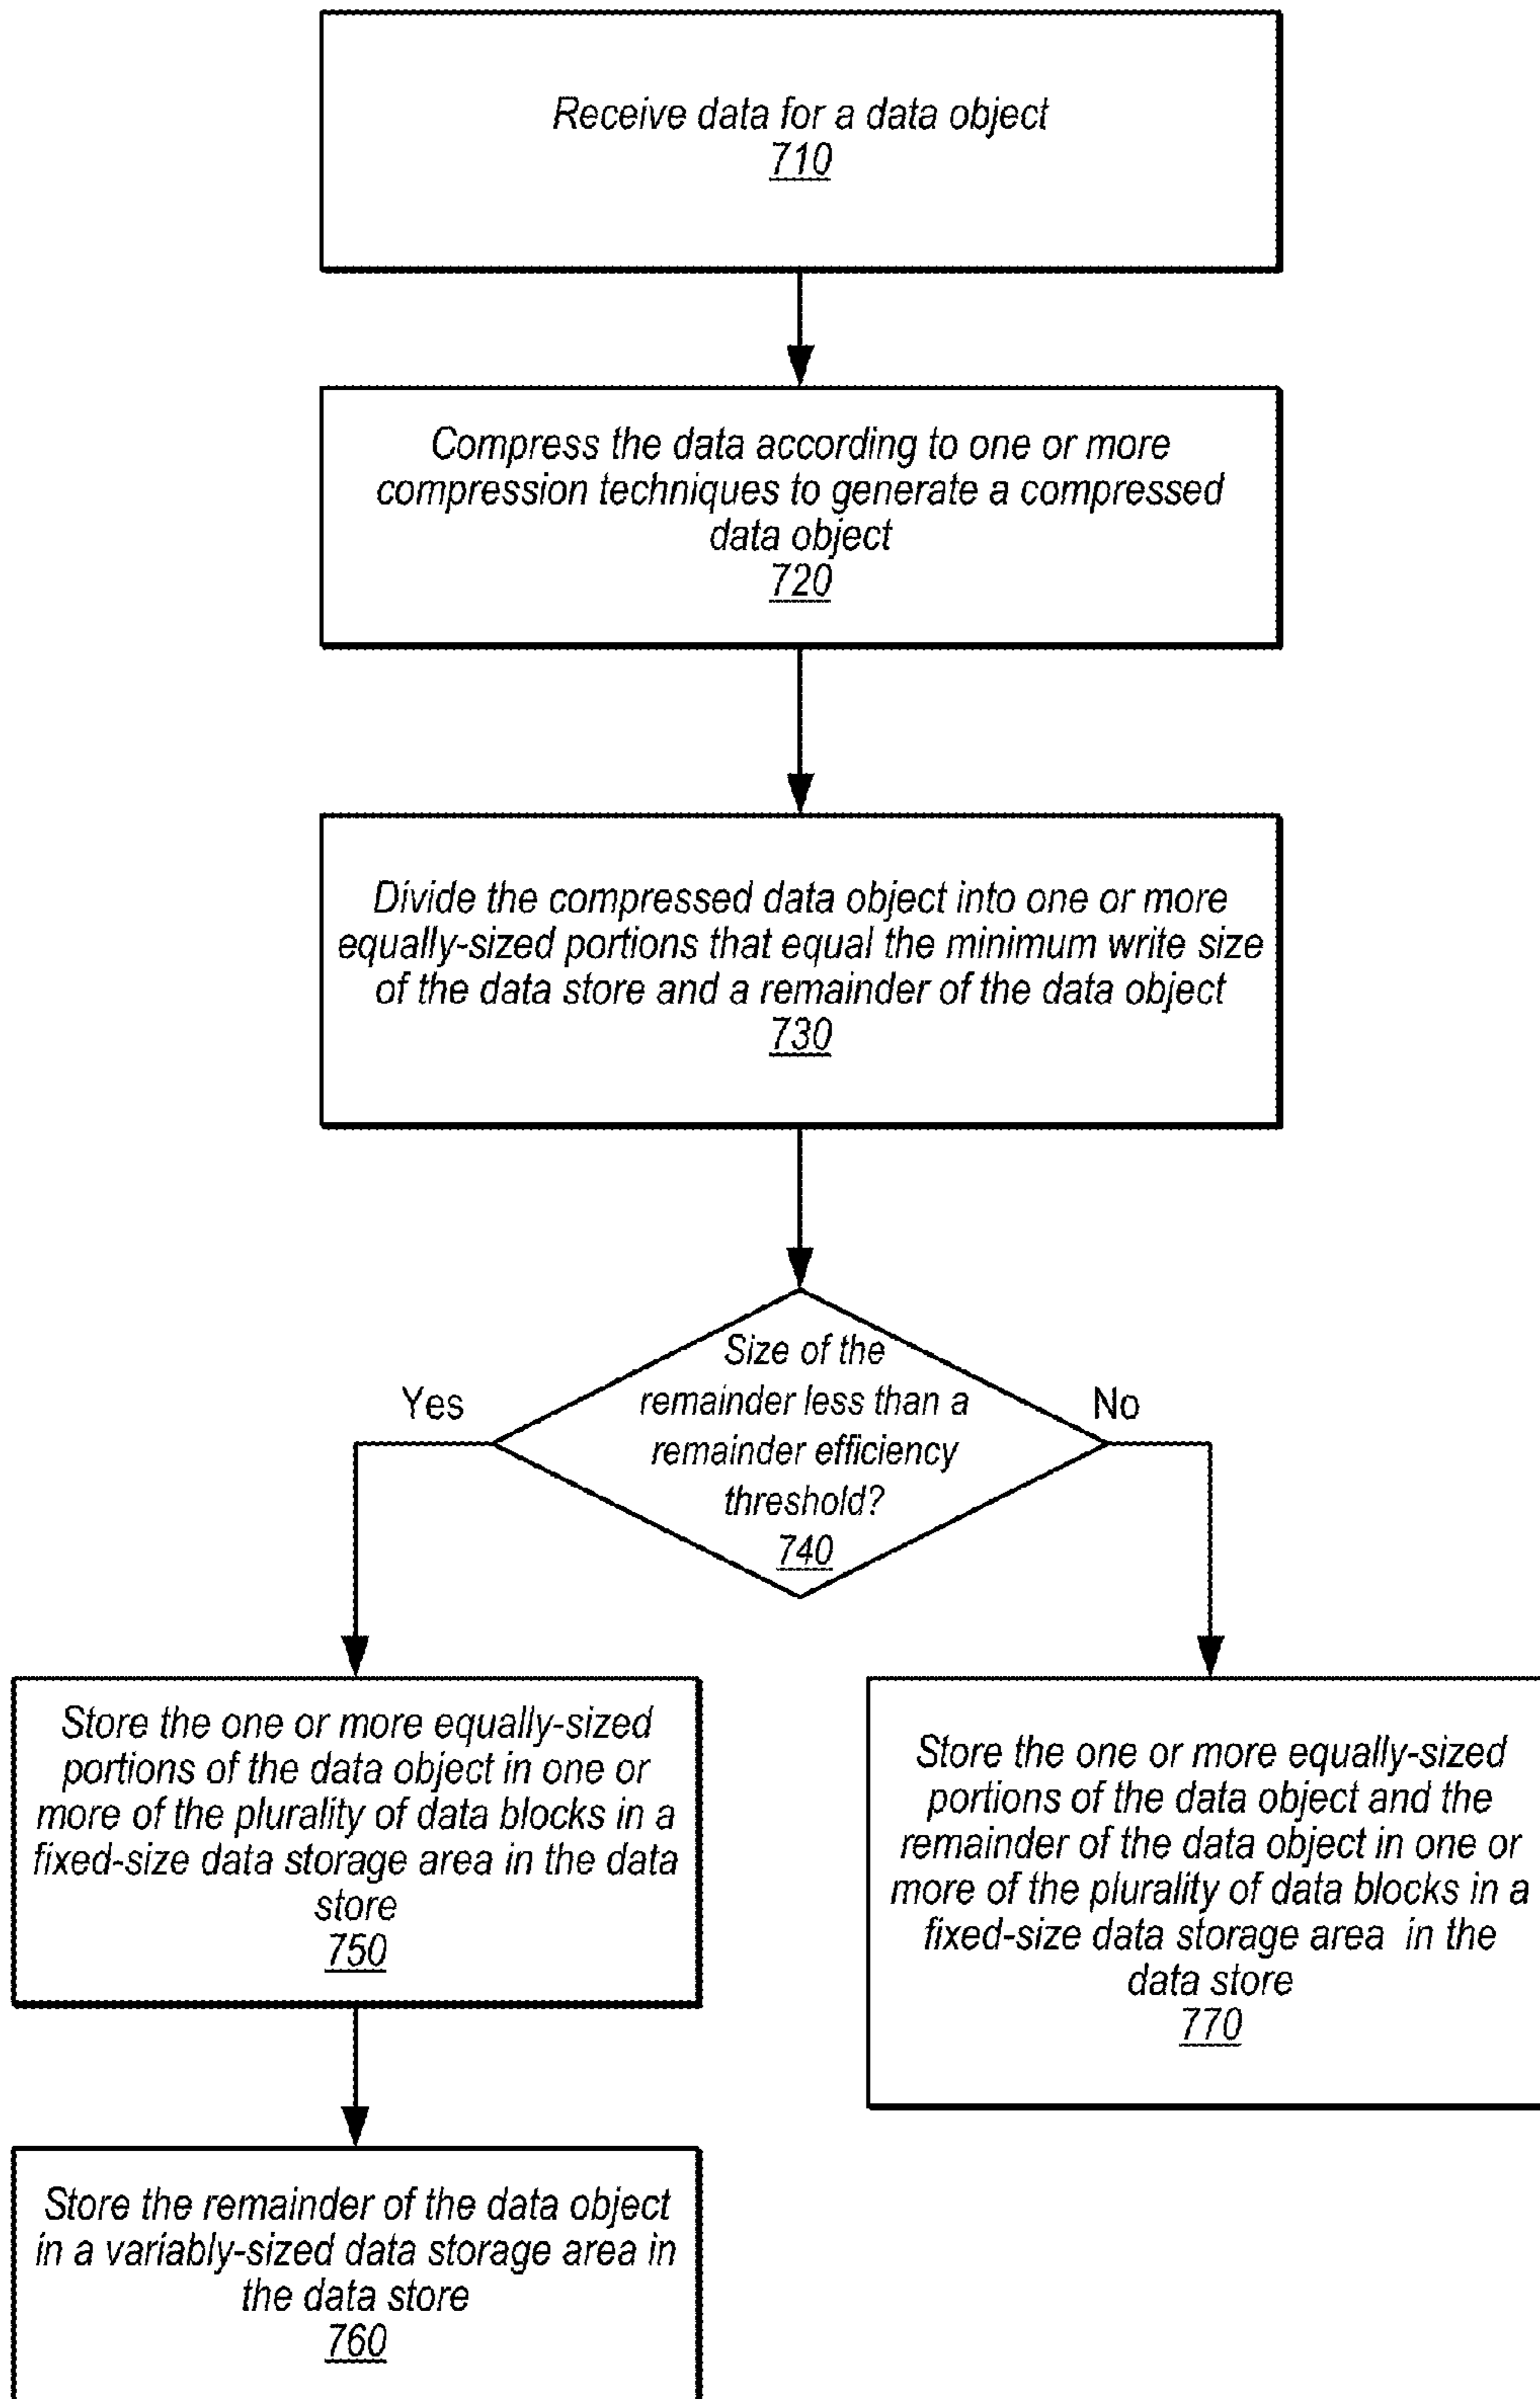 Receive data for a data object
710
Compress the data according to one or more
compression techniques to generate a compressed
data object
720
Divide the compressed data object into one or more
equally-sized portions that equal the minimum write size
of the data store and a remainder of the data object
730
Size of the
remainder less than a
remainder efficiency
threshold?
740
Yes
No
Store the one or more equally-sized
portions of the data object in one or
more of the plurality of data blocks in a
fixed-size data storage area in the data
store
750
Store the one or more equally-sized
portions of the data object and the
remainder of the data object in one or
more of the plurality of data blocks in a
fixed-size data storage area in the
data store
770
Store the remainder of the data object
in a variably-sized data storage area in
the data store
760